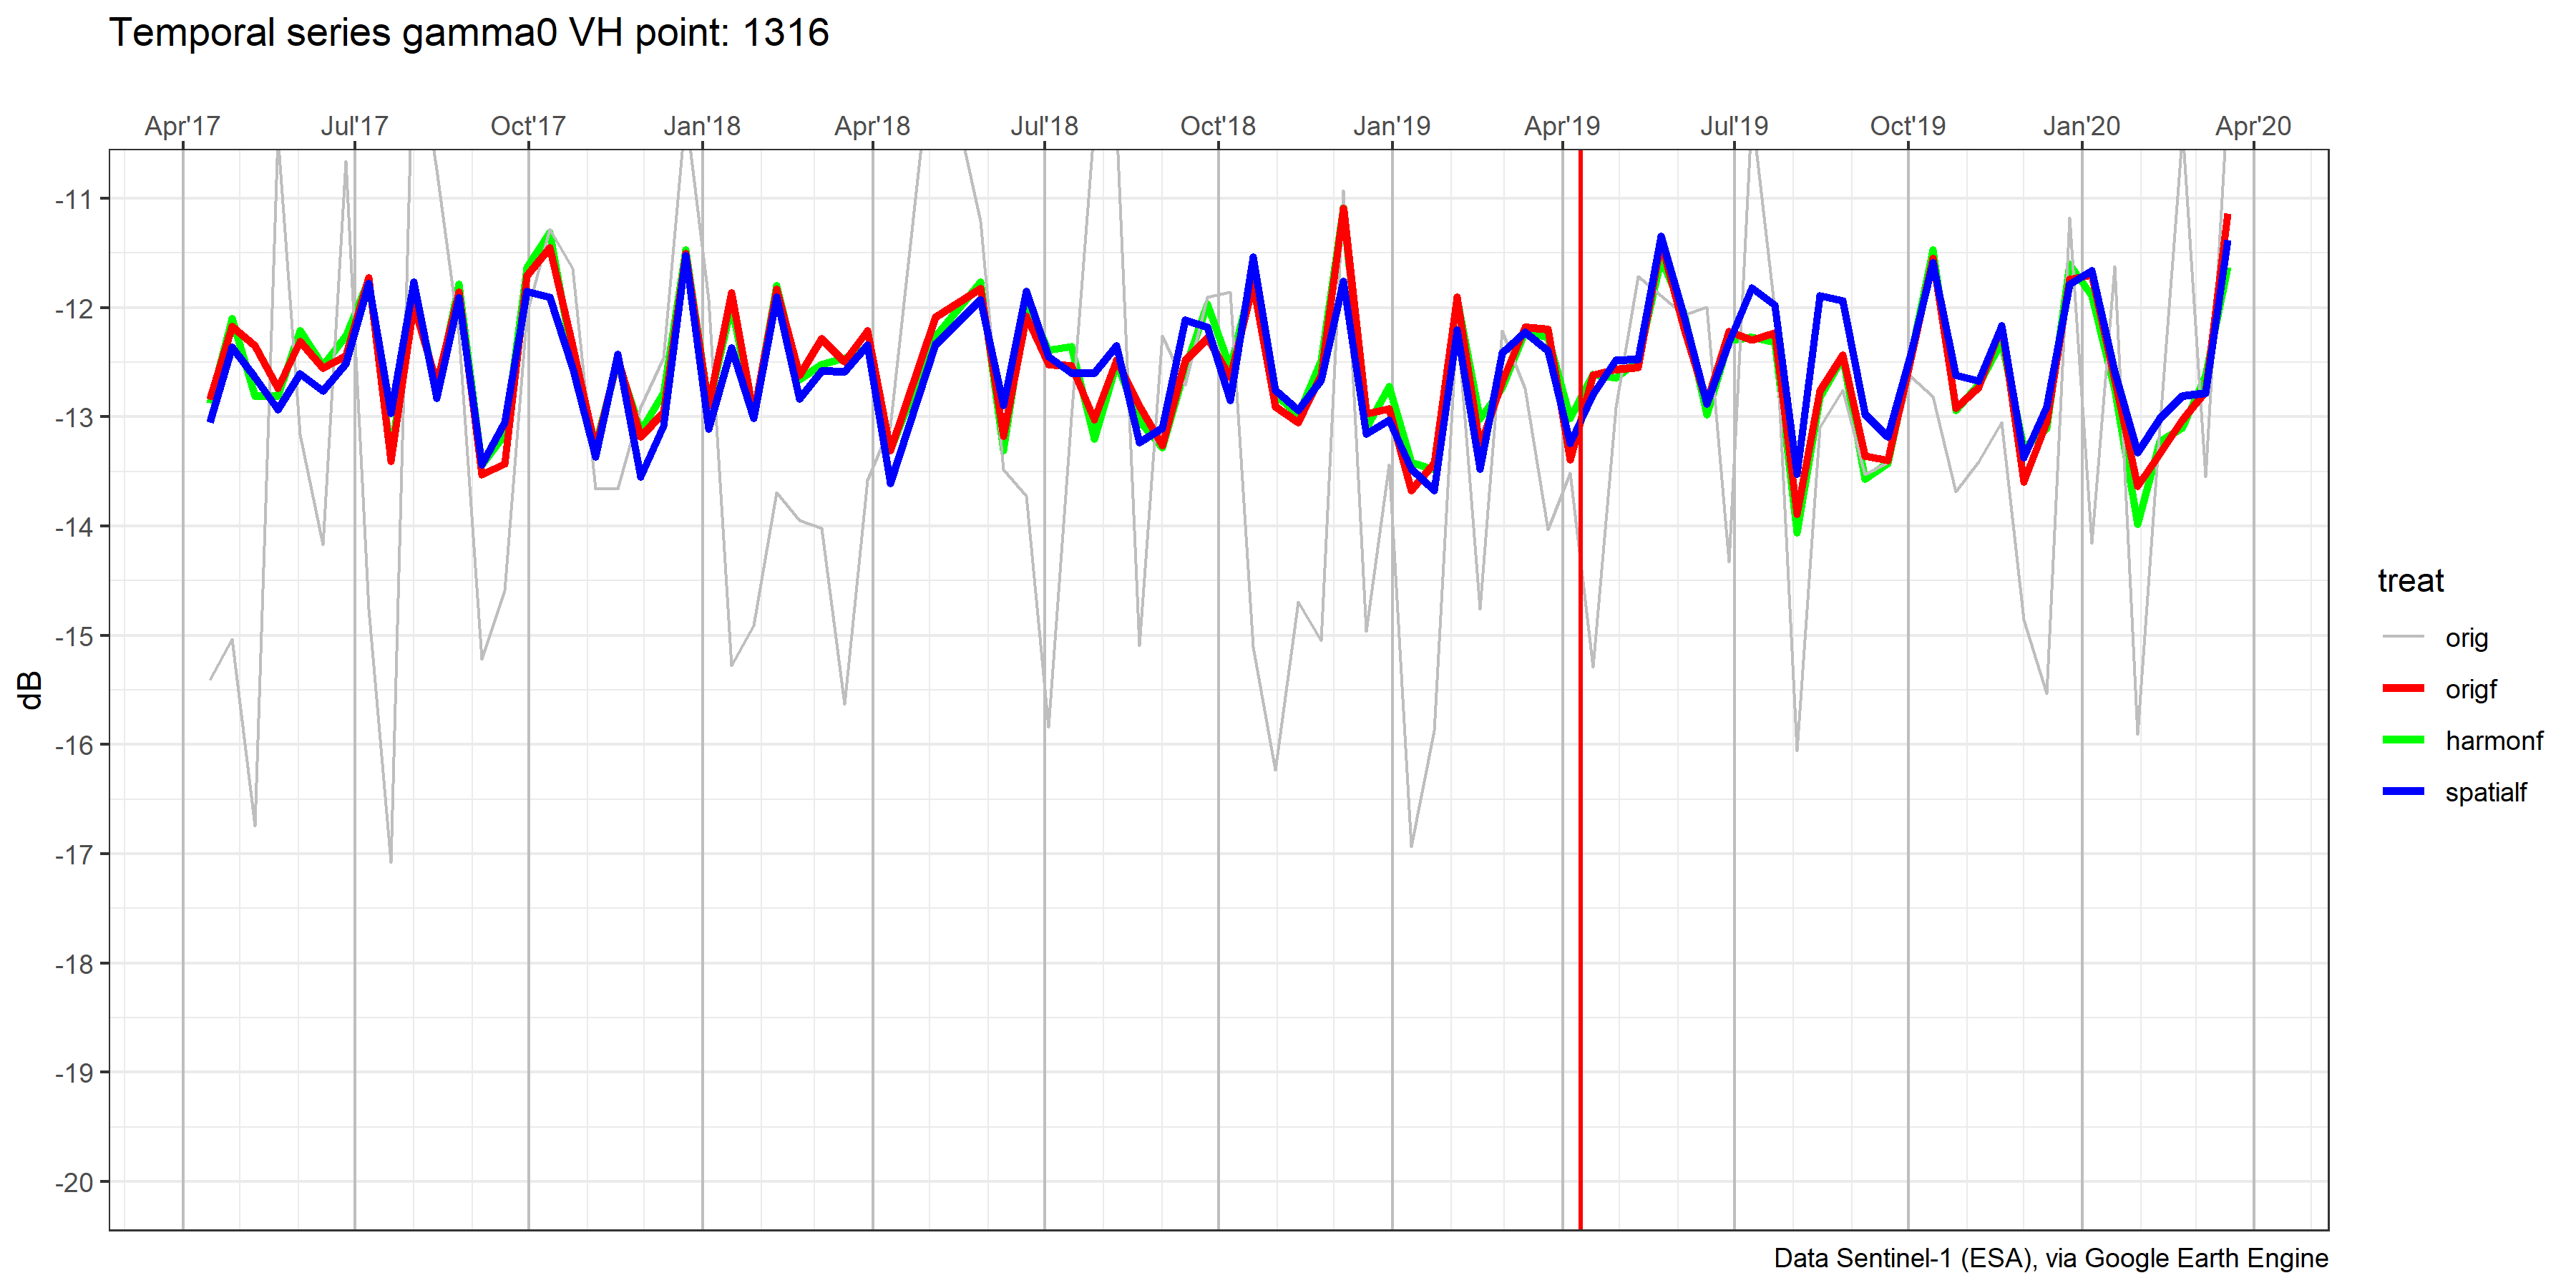 Temporal series gamma0 VH point: 1316
Apr'17 Jul'17 Oct'17 Jan'18 Apr'18 Jul'18 Oct'18 Jan'19 Apr'19 Jul'19 Oct'19 Jan'20 Apr'20
-11
-12
-13
-14
-15
-16
-17
-18
-19
-20
dB
treat
orig
origf
harmonf
spatialf
Data Sentinel-1 (ESA), via Google Earth Engine